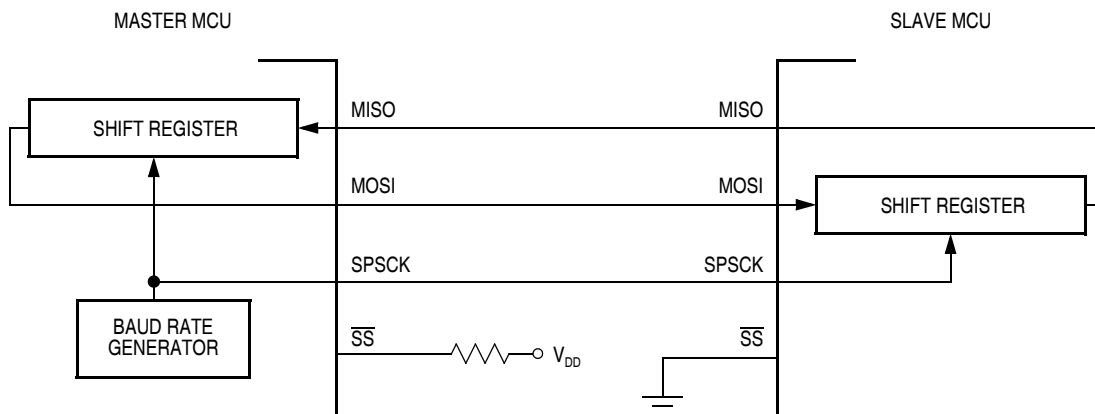 MASTER MCU
SLAVE MCU
SHIFT REGISTER
MISO
MISO
MOSI
MOSI
SHIFT REGISTER
SPSCK
SPSCK
BAUD RATE
GENERATOR
SS
VDD
SS